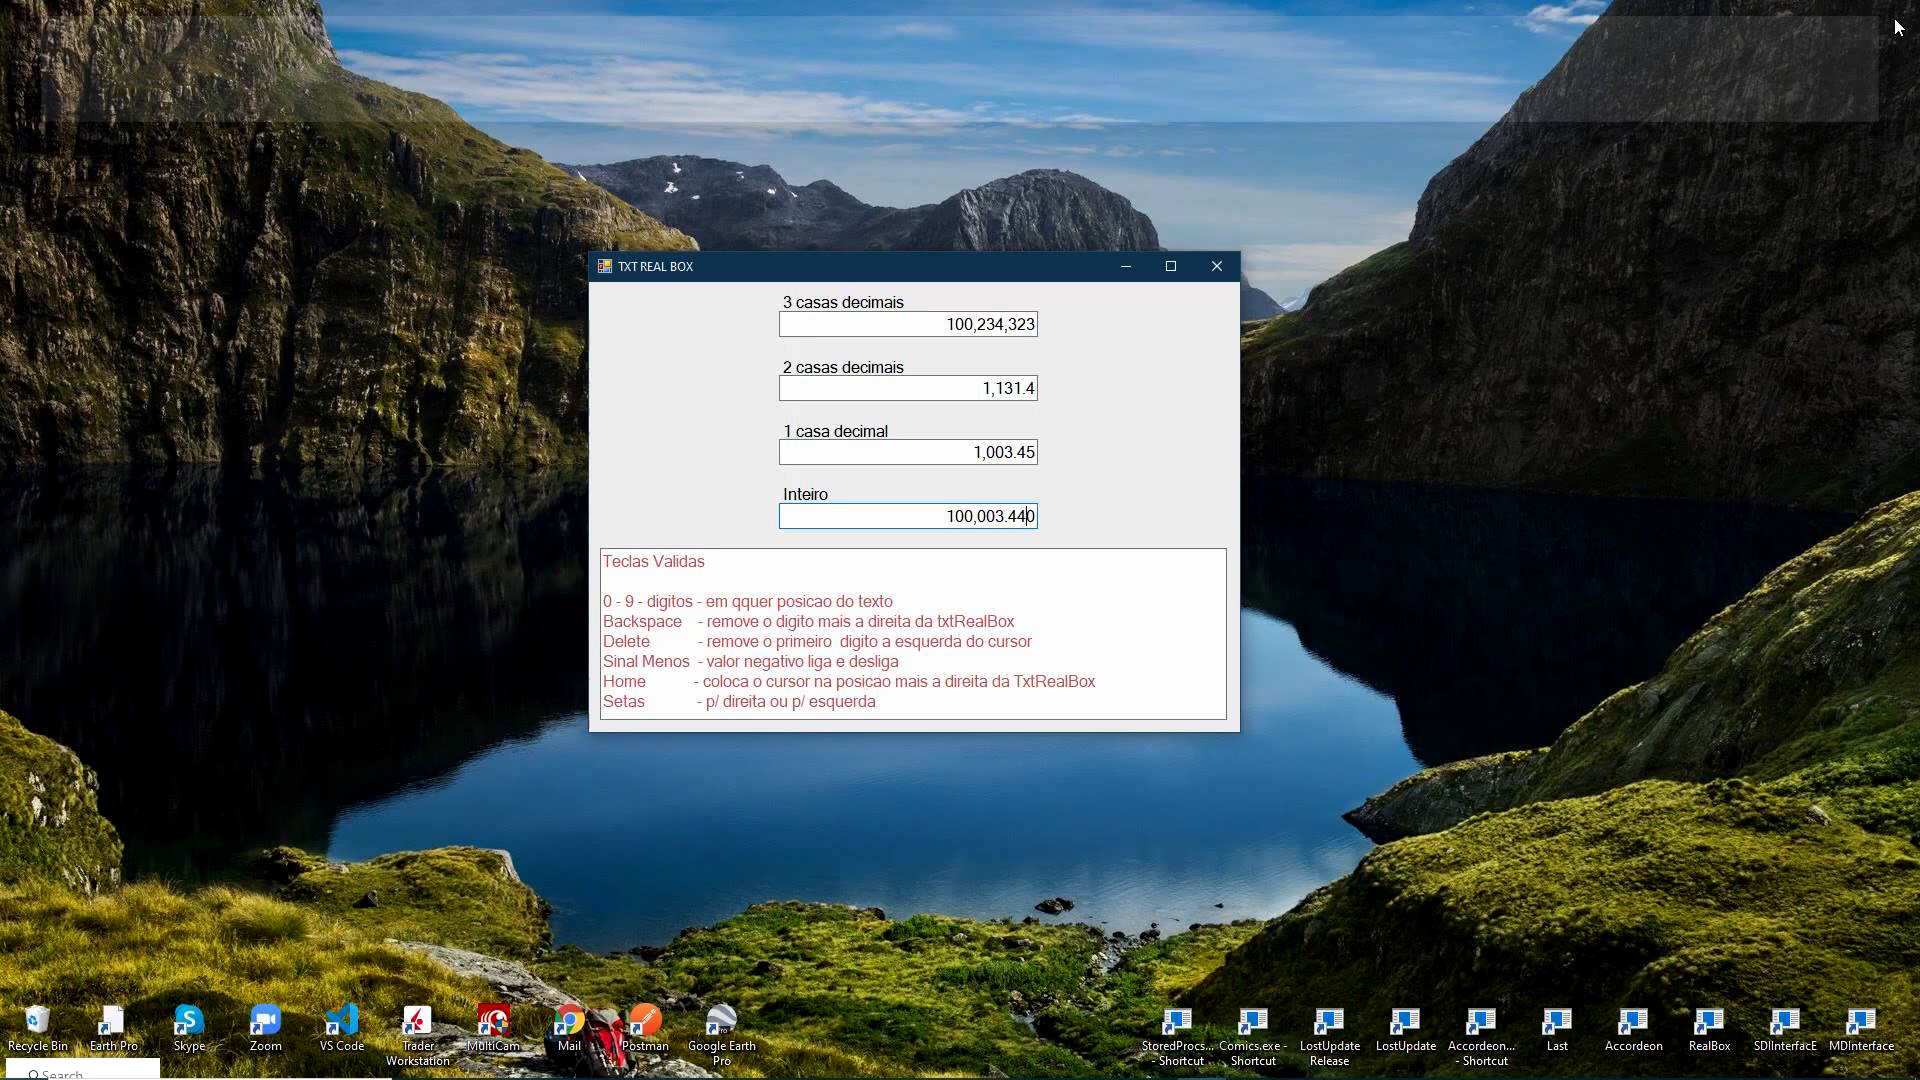 TXT REAL BOX
3 casas decimais
100,234,323
2 casas decimais
1,131.4
1 casa decimal
1,003.45
Inteiro
100,003.440
Teclas Validas
0 - 9 - digitos - em qquer posicao do texto
Backspace - remove o digito mais a direita da txtRealBox
Delete - remove o primeiro digito a esquerda do cursor
Sinal Menos - valor negativo liga e desliga
Home - coloca o cursor na posicao mais a direita da TxtRealBox
Setas - p/ direita ou p/ esquerda
Recycle Bin
Earth Pro
Skype
Zoom
VS Code
Trader
Workstation
MultiCam
Mail
Postman
Google Earth
Pro
StoredProcs...
- Shortcut
Comics.exe -
Shortcut
LostUpdate
Release
LostUpdate
Accordeon...
- Shortcut
Last
Accordeon
RealBox
SDIInterfacE
MDInterface
Search